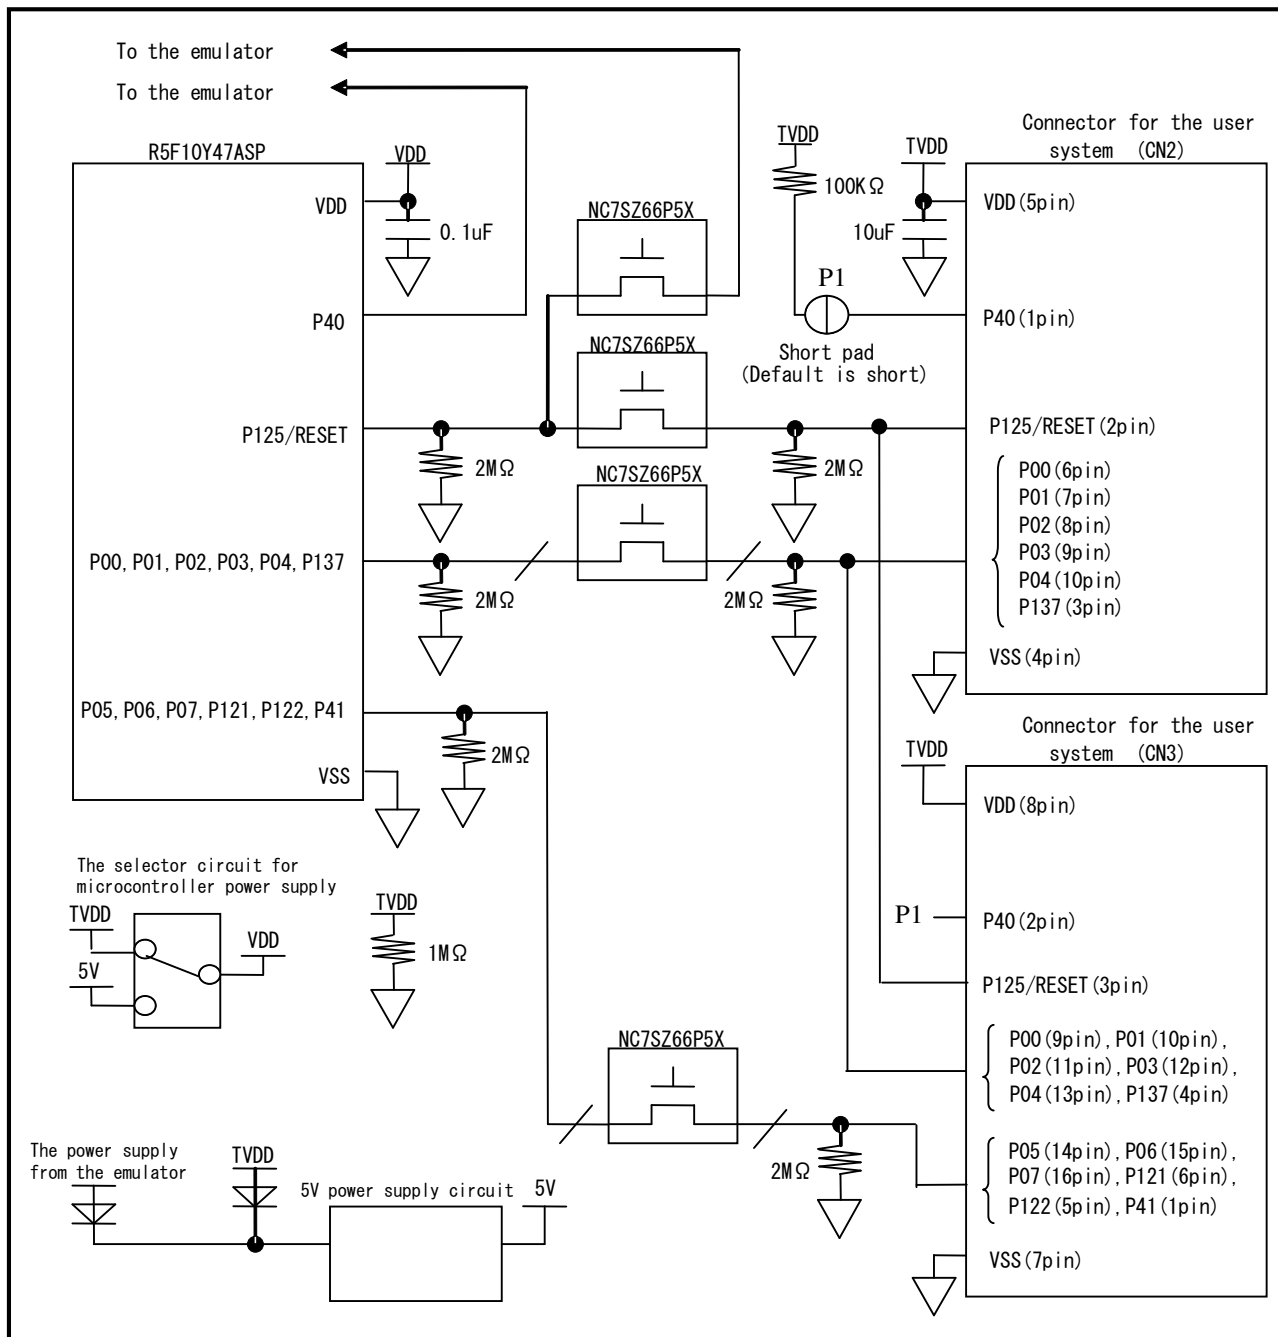 To the emulator
To the emulator
R5F10Y47ASP
VDD
VDD
0.1uF
P40
P125/RESET
P00, P01, P02, P03, P04, P137
P05, P06, P07, P121, P122, P41
VSS
NC7SZ66P5X
NC7SZ66P5X
NC7SZ66P5X
2MΩ
2MΩ
2MΩ
2MΩ
2MΩ
TVDD
100KΩ
P1
Short pad
(Default is short)
TVDD
10uF
Connector for the user
system (CN2)
VDD(5pin)
P40(1pin)
P125/RESET(2pin)
P00(6pin)
P01(7pin)
P02(8pin)
P03(9pin)
P04(10pin)
P137(3pin)
VSS(4pin)
Connector for the user
system (CN3)
TVDD
VDD(8pin)
P1
P40(2pin)
P125/RESET(3pin)
P00(9pin), P01(10pin),
P02(11pin), P03(12pin),
P04(13pin), P137(4pin)
P05(14pin), P06(15pin),
P07(16pin), P121(6pin),
P122(5pin), P41(1pin)
VSS(7pin)
The selector circuit for
microcontroller power supply
TVDD
VDD
5V
TVDD
1MΩ
NC7SZ66P5X
2MΩ
The power supply
from the emulator
TVDD
5V power supply circuit
5V